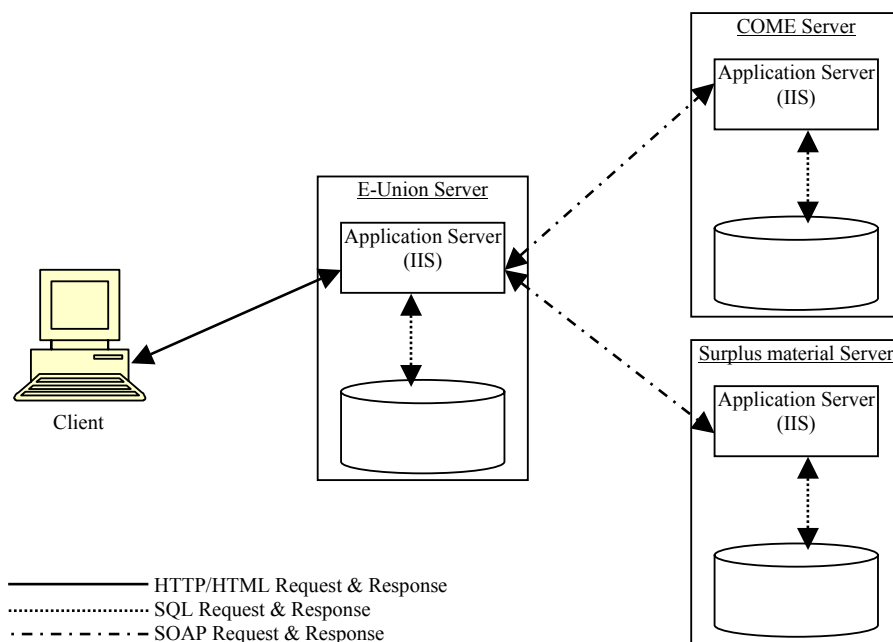 COME Server
Application Server
(IIS)
E-Union Server
Application Server
(IIS)
Client
Surplus material Server
Application Server
(IIS)
HTTP/HTML Request & Response
SQL Request & Response
SOAP Request & Response